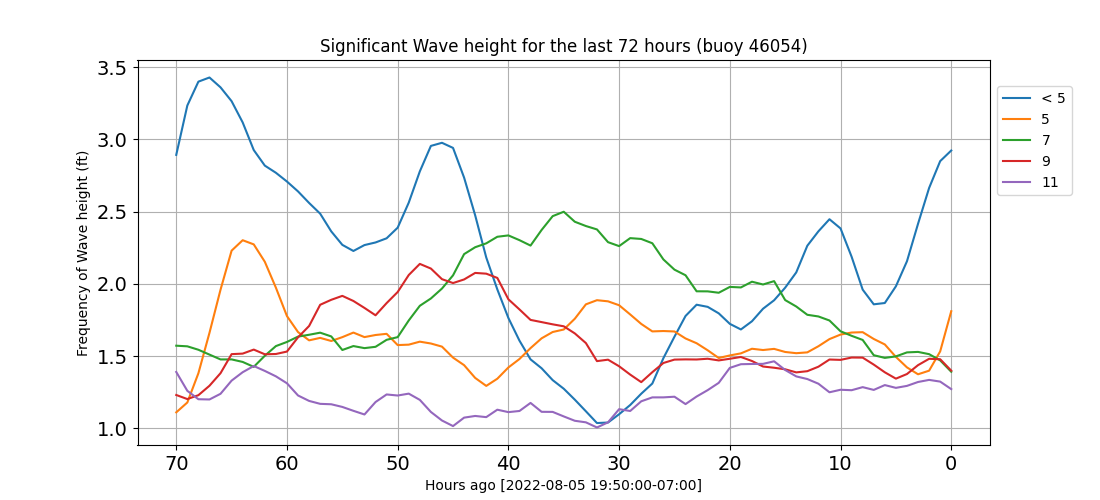 Significant Wave height for the last 72 hours (buoy 46054)
Frequency of Wave height (ft)
3.5
3.0
2.5
2.0
1.5
1.0
70 60 50 40 30 20 10 0
Hours ago [2022-08-05 19:50:00-07:00]
< 5
5
7
9
11